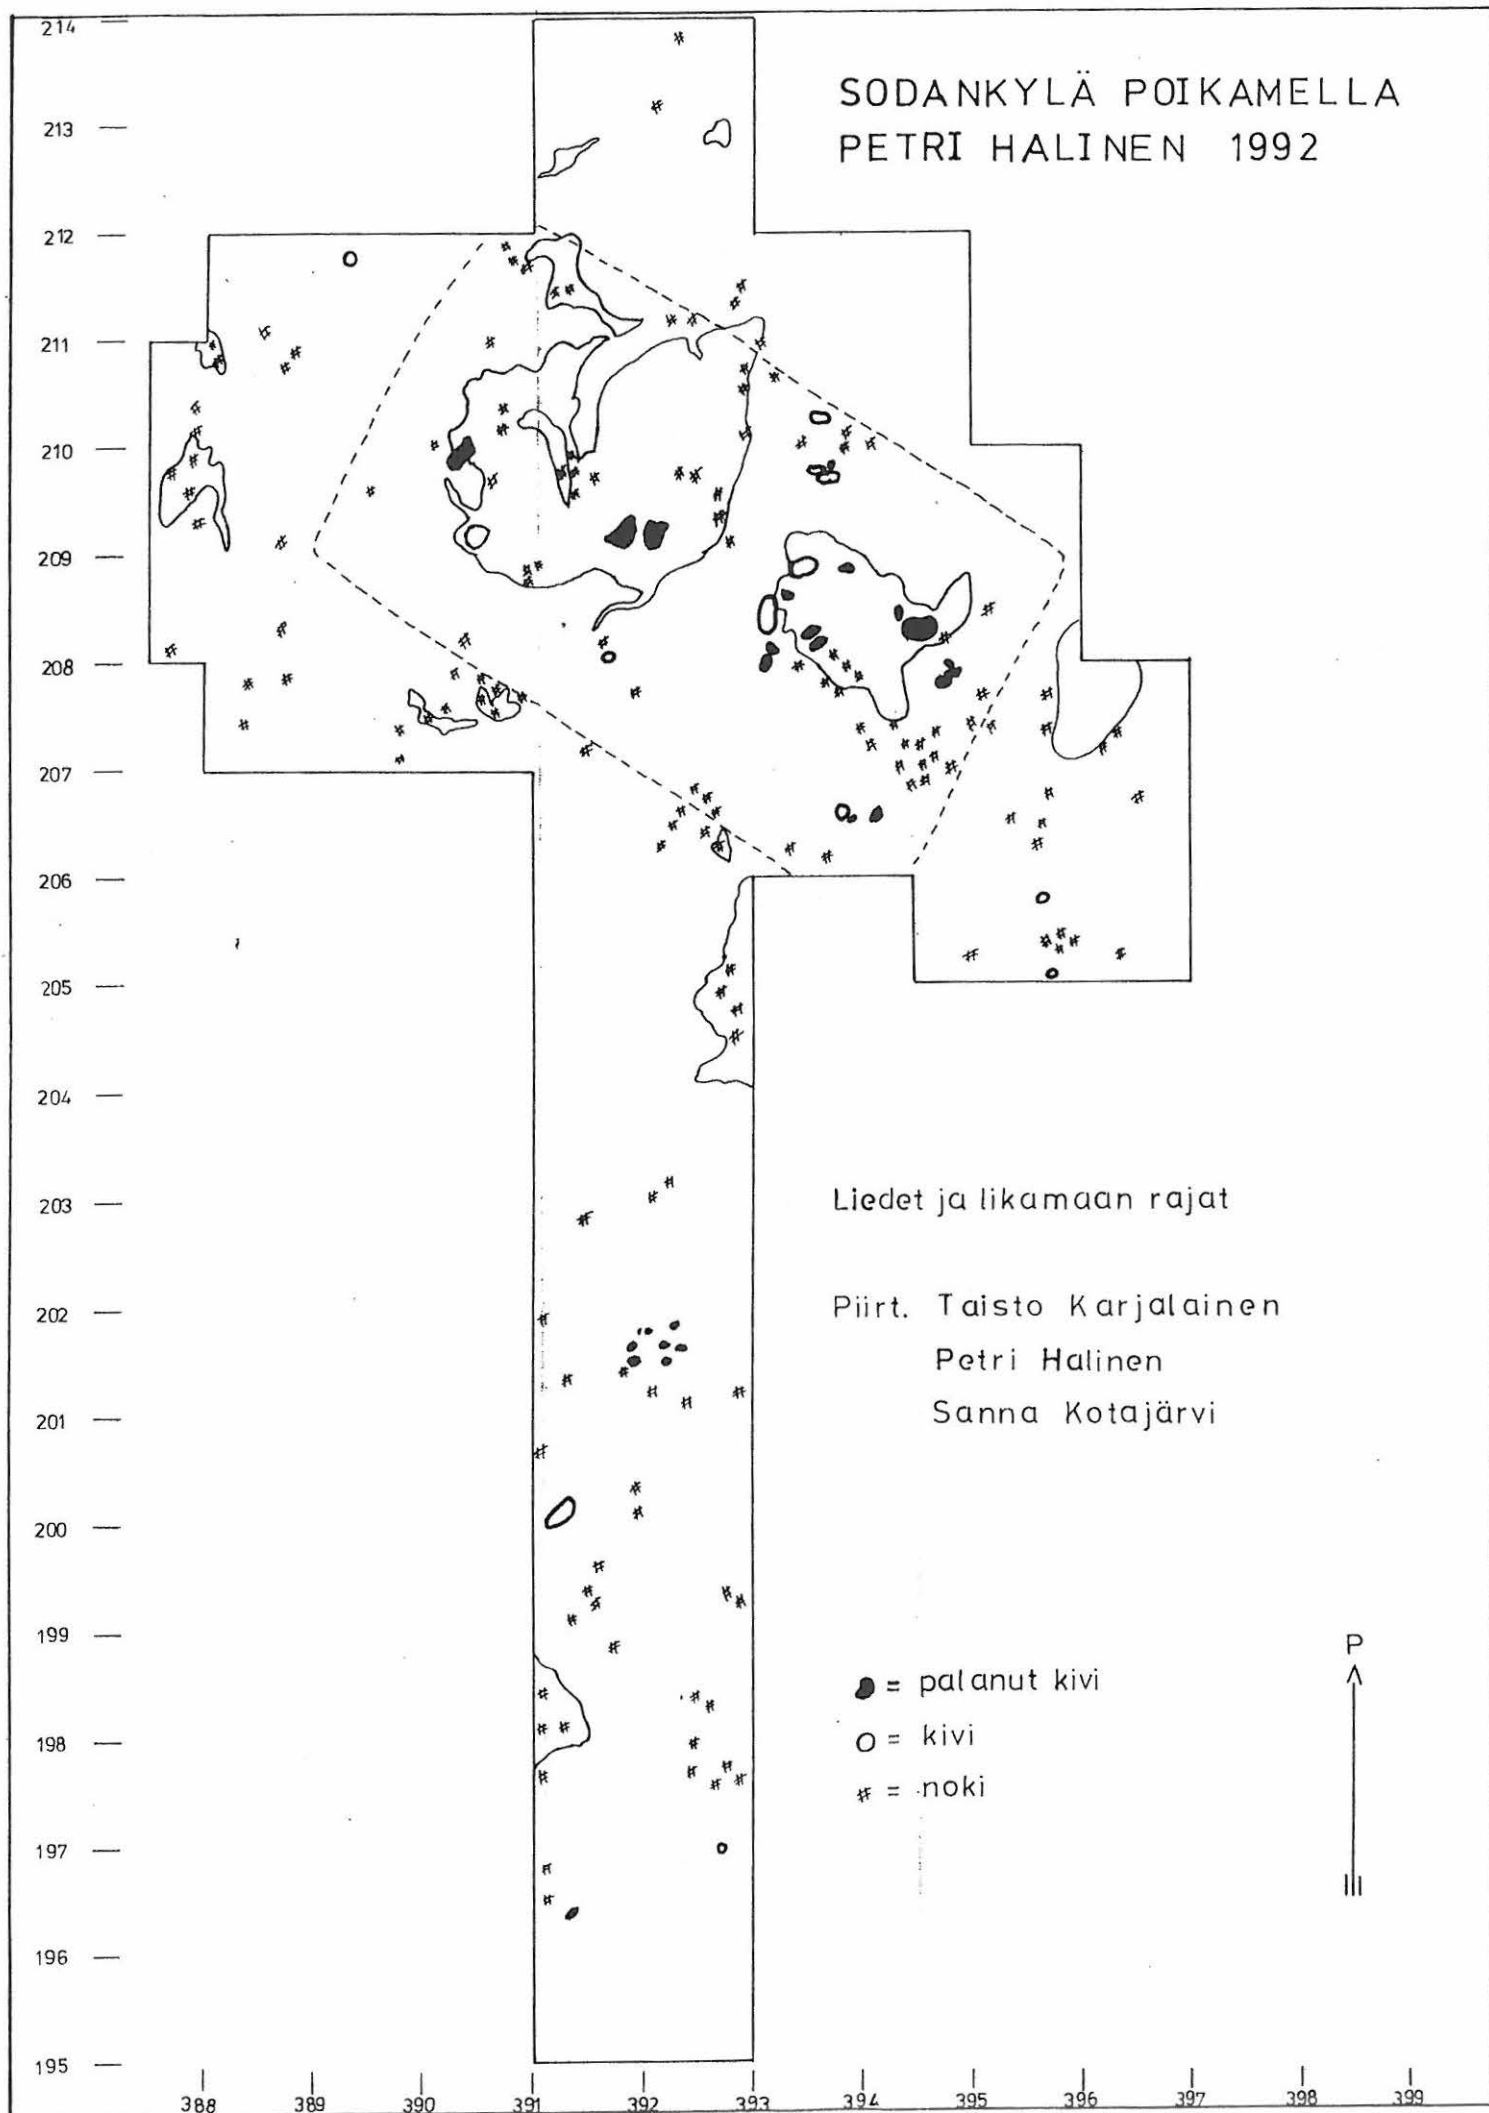 SODANKYLÄ POIKAMELLA
PETRI HALINEN 1992
214
213
212
211
210
209
208
207
206
205
204
203
202
201
200
199
198
197
196
195
Liedet ja likamaan rajat
Piirt. Taisto Karjalainen
Petri Halinen
Sanna Kotajärvi
P
= palanut kivi
= kivi
# = noki
388 389 390 391 392 393 394 395 396 397 398 399